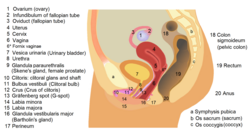 1 Ovarium (ovary)
2 Infundibulum of fallopian tube
3 Oviduct (fallopian tube)
4 Uterus
5 Cervix
6 Vagina
6* Fornix vaginae
7 Vesica urinaria (Urinary bladder)
8 Urethra
9 Glandula paraurethralis
(Skene's gland, female prostate)
10 Clitoris: clitoral glans and shaft
11 Bulbus vestibuli (Clitoral bulb)
12 Crus (Crus of clitoris)
13 Gräfenberg spot (G-spot)
14 Labia minora
15 Labia majora
16 Glandula vestibularis major
(Bartholin's gland)
17 Perineum
18 Colon
sigmoideum
(pelvic colon)
19 Rectum
20 Anus
a Symphysis pubica
b Os sacrum (sacrum)
c Os coccygis(coccyx)